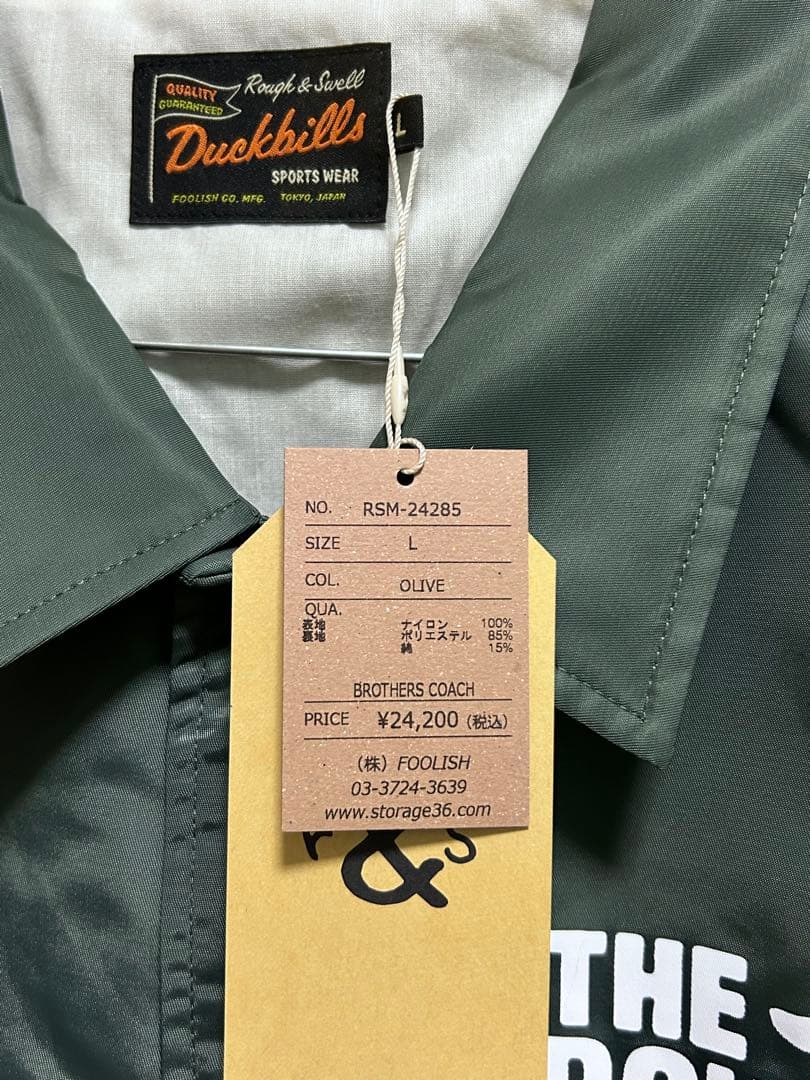 QUALITY
GUARANTEED
Rough & Swell
Duckbills
SPORTS WEAR
FOOLISH CO. MFG. TOKYO, JAPAN
L
NO. RSM-24285
SIZE L
COL. OLIVE
QUA.
表地 ナイロン 100%
裏地 ポリエステル 85%
綿 15%
BROTHERS COACH
PRICE ¥24,200 (税込)
(株) FOOLISH
03-3724-3639
www.storage36.com
& S
THE